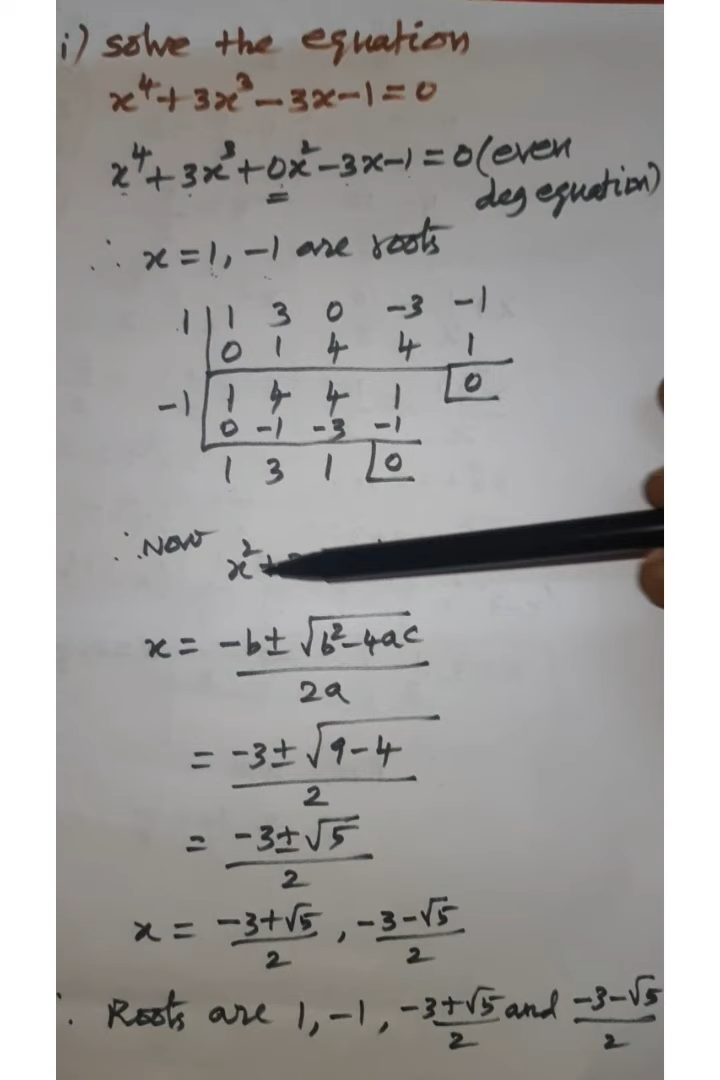 i) solve the equation
x⁴+3x³-3x-1=0
x⁴+3x³+0x²-3x-1=0(even
deg equation)
∴ x=1,-1 are roots
1 | 1 3 0 -3 -1
0 1 4 4 1
-1 | 1 4 4 1 | 0
0 -1 -3 -1
1 3 1 | 0
∴ Now x²+
x = -b±√b²-4ac / 2a
= -3±√9-4 / 2
= -3±√5 / 2
x = -3+√5 / 2 , -3-√5 / 2
∴ Roots are 1,-1, -3+√5 / 2 and -3-√5 / 2